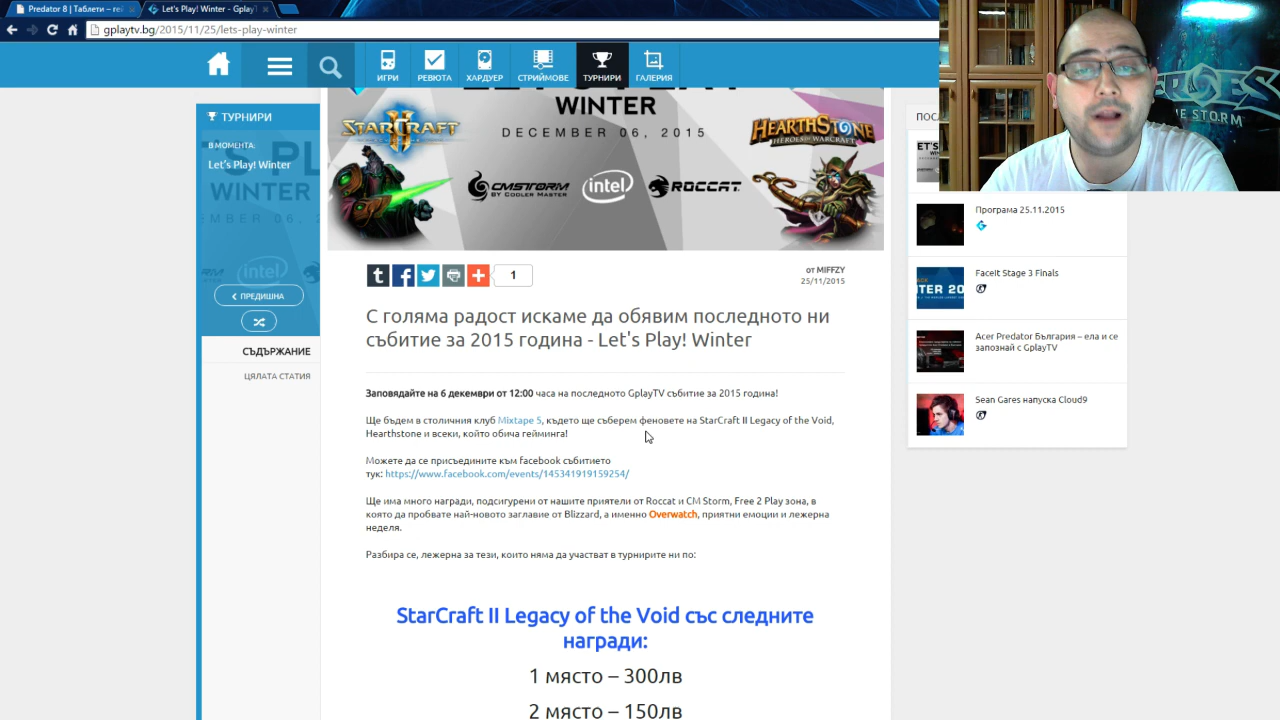 Predator 8 | Таблети – гей
Let's Play! Winter - GplayT
gplaytv.bg/2015/11/25/lets-play-winter
ИГРИ
РЕВЮТА
ХАРДУЕР
СТРИЙМОВЕ
ТУРНИРИ
ГАЛЕРИЯ
ТУРНИРИ
В МОМЕНТА:
Let's Play! Winter
ПРЕДИШНА
СЪДЪРЖАНИЕ
ЦЯЛАТА СТАТИЯ
WINTER
DECEMBER 06, 2015
STARCRAFT
II
HEARTHSTONE
HEROES OF WARCRAFT
CMSTORM
BY COOLER MASTER
intel
ROCCAT
1
от MIFFZY
25/11/2015
С голяма радост искаме да обявим последното ни
събитие за 2015 година - Let's Play! Winter
Заповядайте на 6 декември от 12:00 часа на последното GplayTV събитие за 2015 година!
Ще бъдем в столичния клуб Mixtape 5, където ще съберем феновете на StarCraft II Legacy of the Void,
Hearthstone и всеки, който обича гейминга!
Можете да се присъедините към facebook събитието
тук: https://www.facebook.com/events/145341919159254/
Ще има много награди, подсигурени от нашите приятели от Roccat и CM Storm, Free 2 Play зона, в
която да пробвате най-новото заглавие от Blizzard, а именно Overwatch, приятни емоции и лежерна
неделя.
Разбира се, лежерна за тези, които няма да участват в турнирите ни по:
StarCraft II Legacy of the Void със следните
награди:
1 място – 300лв
2 място – 150лв
ПОС
Програма 25.11.2015
FaceIt Stage 3 Finals
Acer Predator България – ела и се
запознай с GplayTV
Sean Gares напуска Cloud9